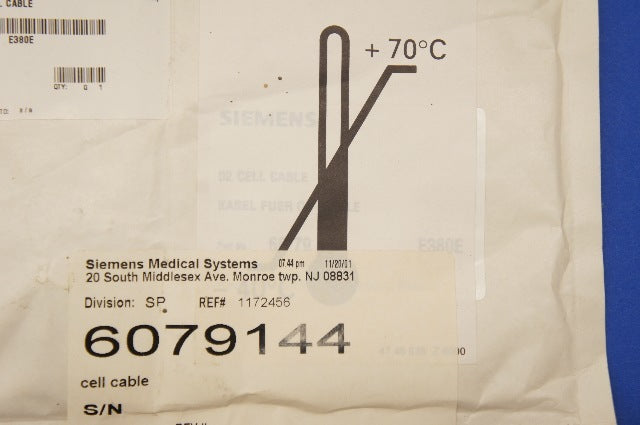 CABLE
E380E
QTY: 0 1
+ 70°C
SIEMENS
O2 CELL CABLE
KABEL FUER
E380E
Siemens Medical Systems 07.44 pm 11/20/01
20 South Middlesex Ave. Monroe twp. NJ 08831
Division: SP REF# 1172456
6079144
cell cable
S/N